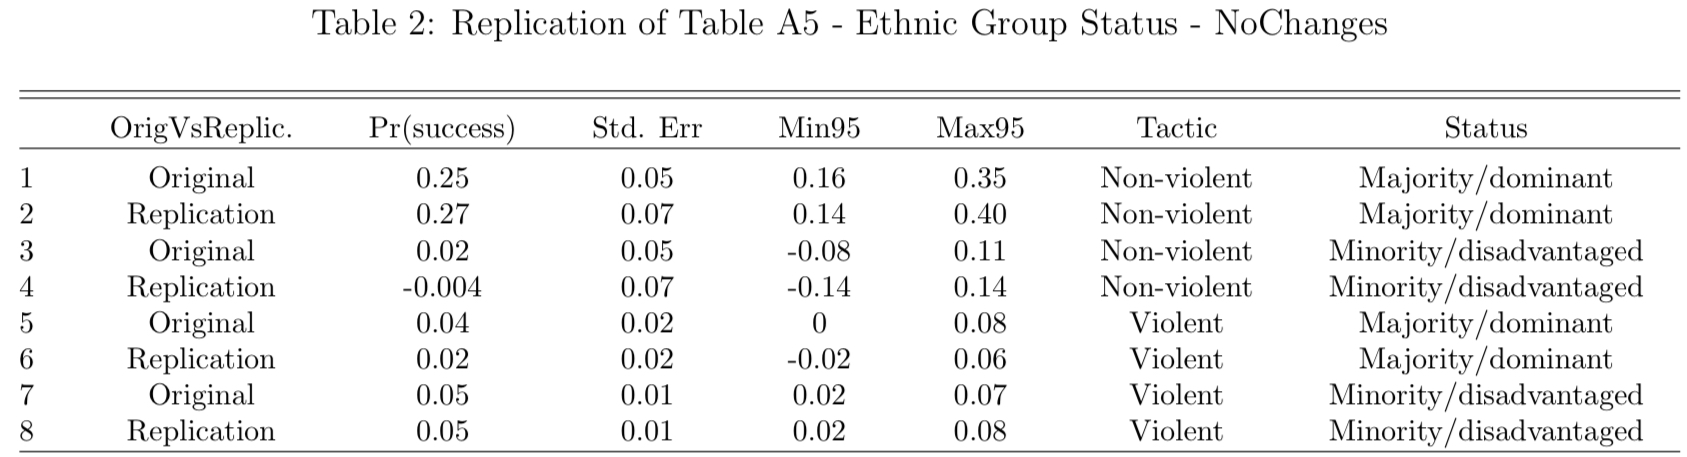 Table 2: Replication of Table A5 - Ethnic Group Status - NoChanges
OrigVsReplic. Pr(success) Std. Err Min95 Max95 Tactic Status
1 Original 0.25 0.05 0.16 0.35 Non-violent Majority/dominant
2 Replication 0.27 0.07 0.14 0.40 Non-violent Majority/dominant
3 Original 0.02 0.05 -0.08 0.11 Non-violent Minority/disadvantaged
4 Replication -0.004 0.07 -0.14 0.14 Non-violent Minority/disadvantaged
5 Original 0.04 0.02 0 0.08 Violent Majority/dominant
6 Replication 0.02 0.02 -0.02 0.06 Violent Majority/dominant
7 Original 0.05 0.01 0.02 0.07 Violent Minority/disadvantaged
8 Replication 0.05 0.01 0.02 0.08 Violent Minority/disadvantaged